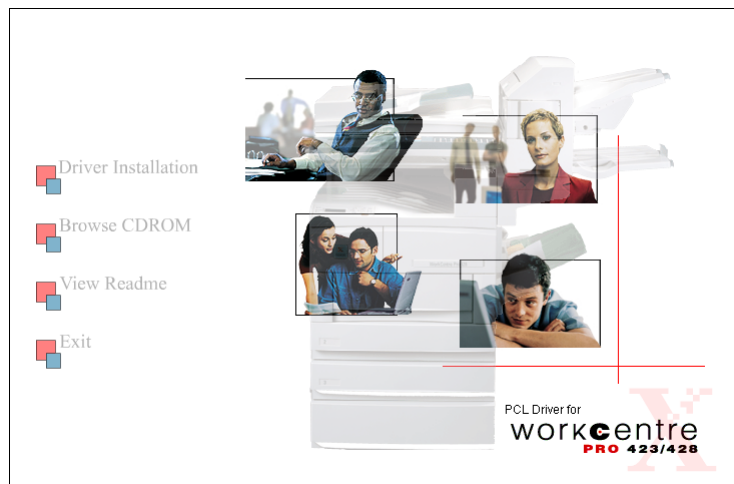 Driver Installation
Browse CDROM
View Readme
Exit
PCL Driver for
workcentre
PRO 423/428